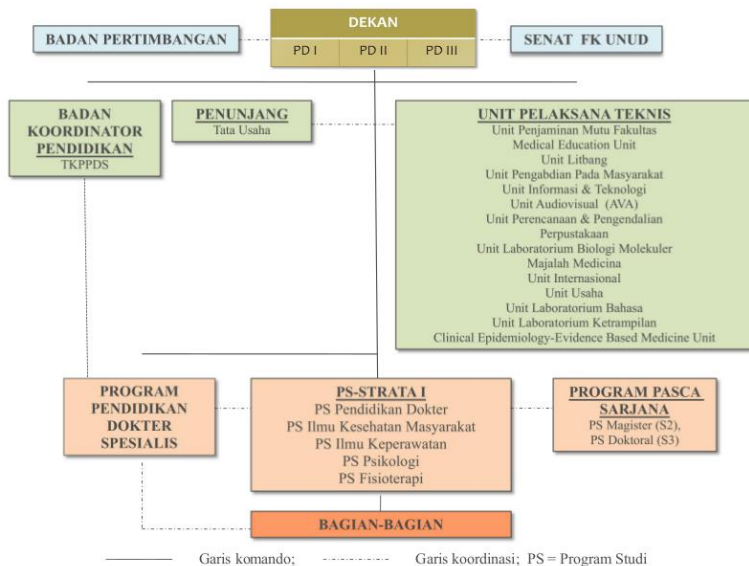 DEKAN
PD I PD II PD III
BADAN PERTIMBANGAN
SENAT FK UNUD
BADAN
KOORDINATOR
PENDIDIKAN
TKPPDS
PENUNJANG
Tata Usaha
UNIT PELAKSANA TEKNIS
Unit Penjaminan Mutu Fakultas
Medical Education Unit
Unit Litbang
Unit Pengabdian Pada Masyarakat
Unit Informasi & Teknologi
Unit Audiovisual (AVA)
Unit Perencanaan & Pengendalian
Perpustakaan
Unit Laboratorium Biologi Molekuler
Majalah Medicina
Unit Internasional
Unit Usaha
Unit Laboratorium Bahasa
Unit Laboratorium Ketrampilan
Clinical Epidemiology-Evidence Based Medicine Unit
PROGRAM
PENDIDIKAN
DOKTER
SPESIALIS
PS-STRATA I
PS Pendidikan Dokter
PS Ilmu Kesehatan Masyarakat
PS Ilmu Keperawatan
PS Psikologi
PS Fisioterapi
PROGRAM PASCA
SARJANA
PS Magister (S2),
PS Doktoral (S3)
BAGIAN-BAGIAN
Garis komando; Garis koordinasi; PS = Program Studi